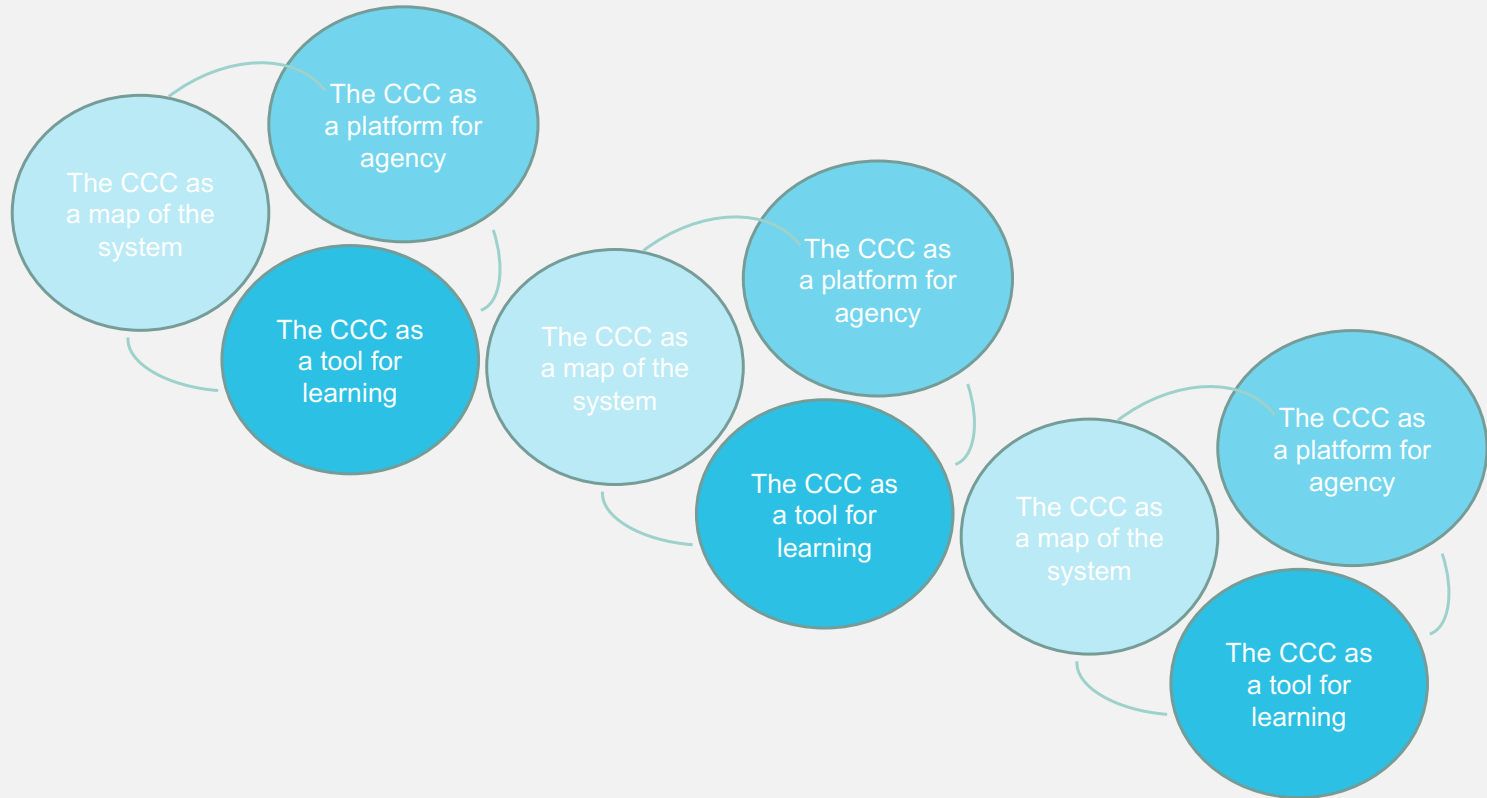 The CCC as
a platform for
agency
The CCC as
a map of the
system
The CCC as
a tool for
learning
The CCC as
a platform for
agency
The CCC as
a map of the
system
The CCC as
a tool for
learning
The CCC as
a platform for
agency
The CCC as
a map of the
system
The CCC as
a tool for
learning